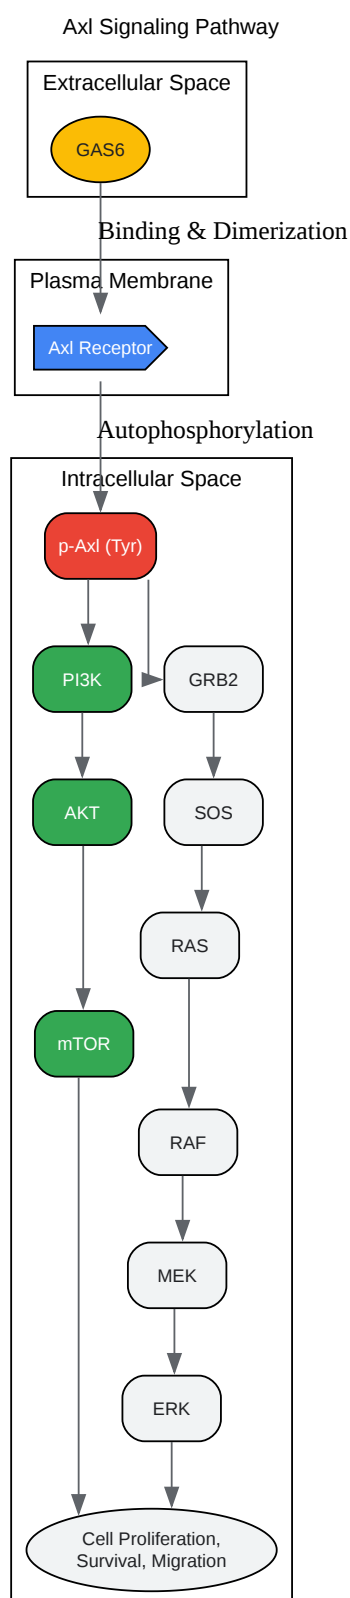 Axl Signaling Pathway
Extracellular Space
GAS6
Binding & Dimerization
Plasma Membrane
Axl Receptor
Autophosphorylation
Intracellular Space
p-Axl (Tyr)
PI3K
GRB2
AKT
SOS
RAS
mTOR
RAF
MEK
ERK
Cell Proliferation,
Survival, Migration